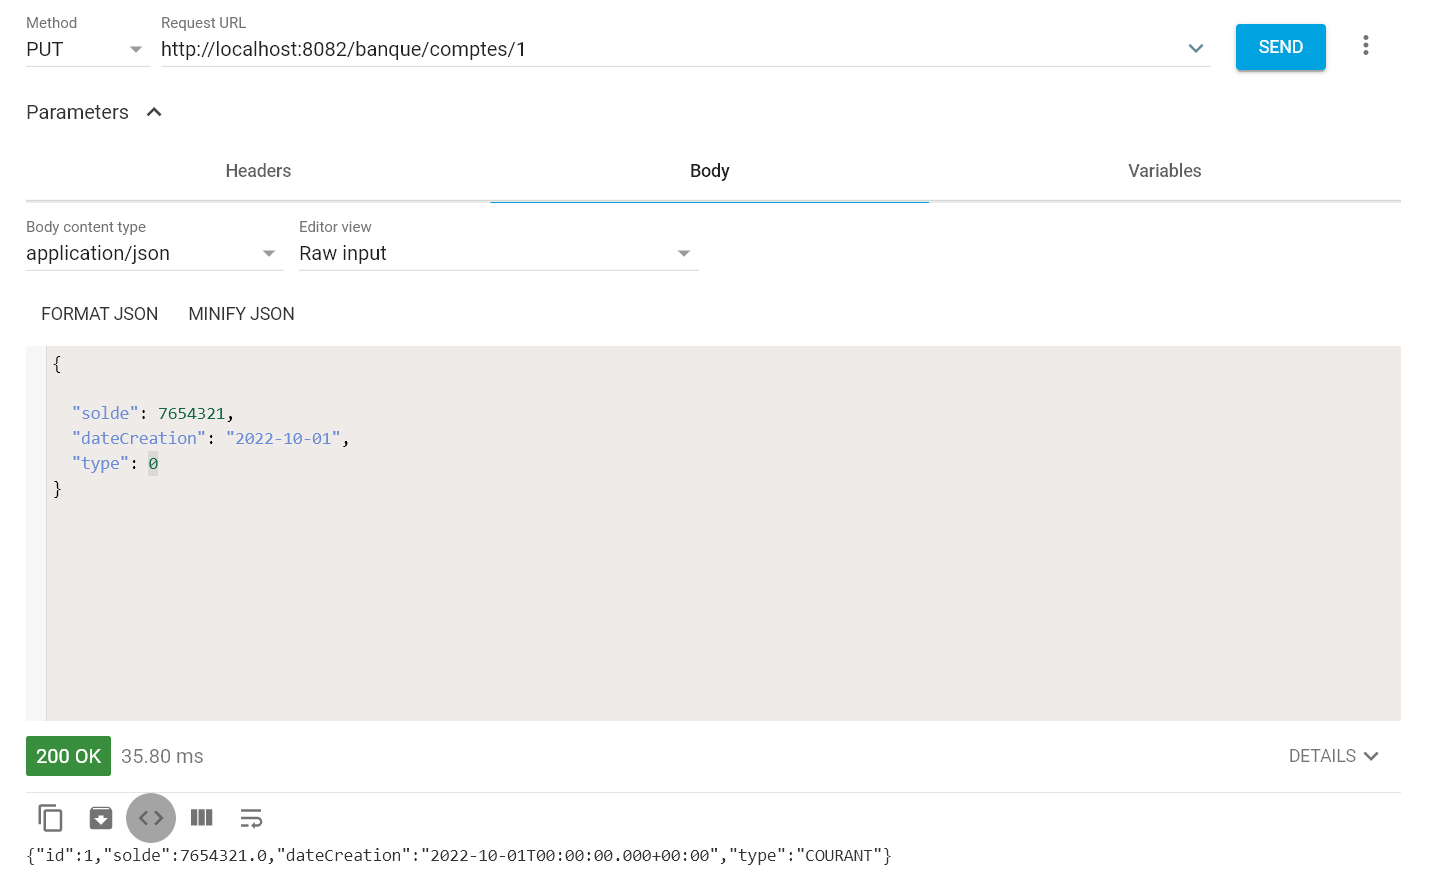 Method
Request URL
PUT
http://localhost:8082/banque/comptes/1
SEND
Parameters
Headers
Body
Variables
Body content type
Editor view
application/json
Raw input
FORMAT JSON
MINIFY JSON
{
"solde": 7654321,
"dateCreation": "2022-10-01",
"type": 0
}
200 OK
35.80 ms
DETAILS
{"id":1,"solde":7654321.0,"dateCreation":"2022-10-01T00:00:00.000+00:00","type":"COURANT"}